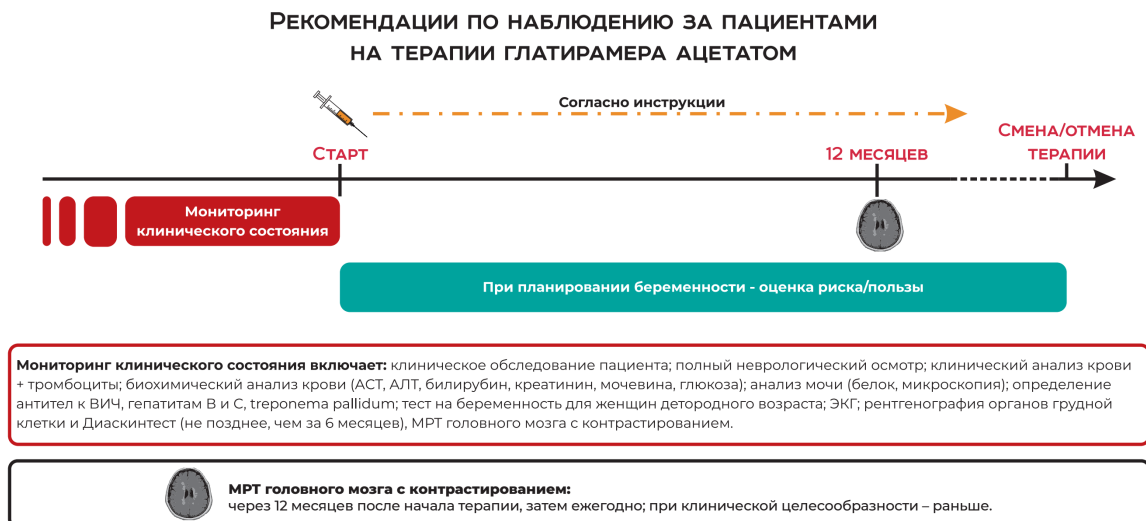 Рекомендации по наблюдению за пациентами
на терапии глатирамера ацетатом
Согласно инструкции
Старт
12 месяцев
Смена/отмена
терапии
Мониторинг
клинического состояния
При планировании беременности - оценка риска/пользы
Мониторинг клинического состояния включает: клиническое обследование пациента; полный неврологический осмотр; клинический анализ крови
+ тромбоциты; биохимический анализ крови (АСТ, АЛТ, билирубин, креатинин, мочевина, глюкоза); анализ мочи (белок, микроскопия); определение
антител к ВИЧ, гепатитам В и С, treponema pallidum; тест на беременность для женщин детородного возраста; ЭКГ; рентгенография органов грудной
клетки и Диаскинтест (не позднее, чем за 6 месяцев), МРТ головного мозга с контрастированием.
МРТ головного мозга с контрастированием:
через 12 месяцев после начала терапии, затем ежегодно; при клинической целесообразности – раньше.